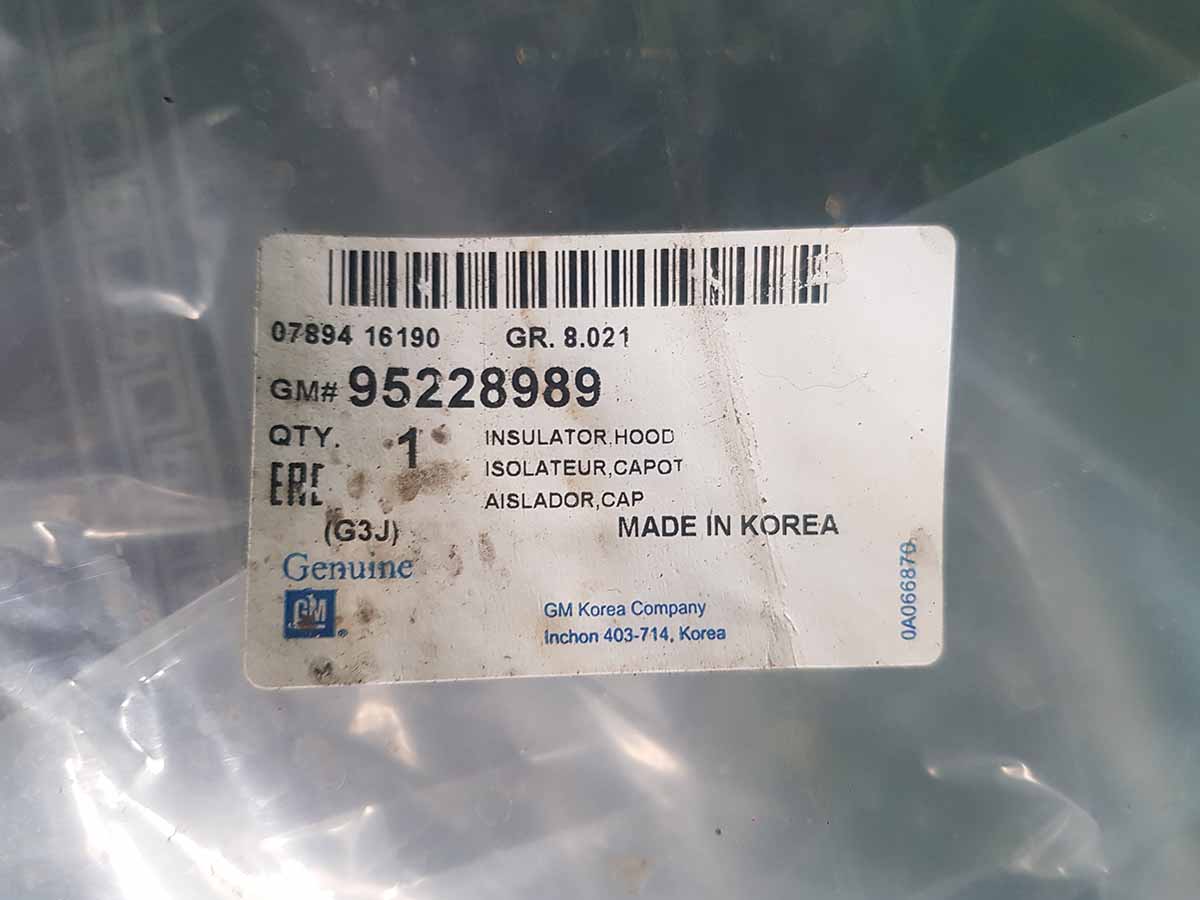 07894 16190 GR. 8.021
GM# 95228989
QTY. 1 INSULATOR,HOOD
ISOLATEUR,CAPOT
EAC AISLADOR,CAP
(G3J) MADE IN KOREA
Genuine
GM ®
GM Korea Company
Inchon 403-714, Korea
0A066870